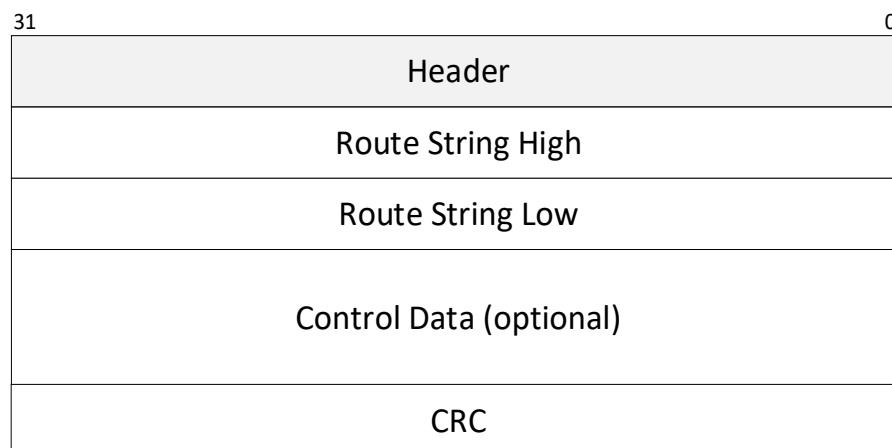 31 0
Header
Route String High
Route String Low
Control Data (optional)
CRC